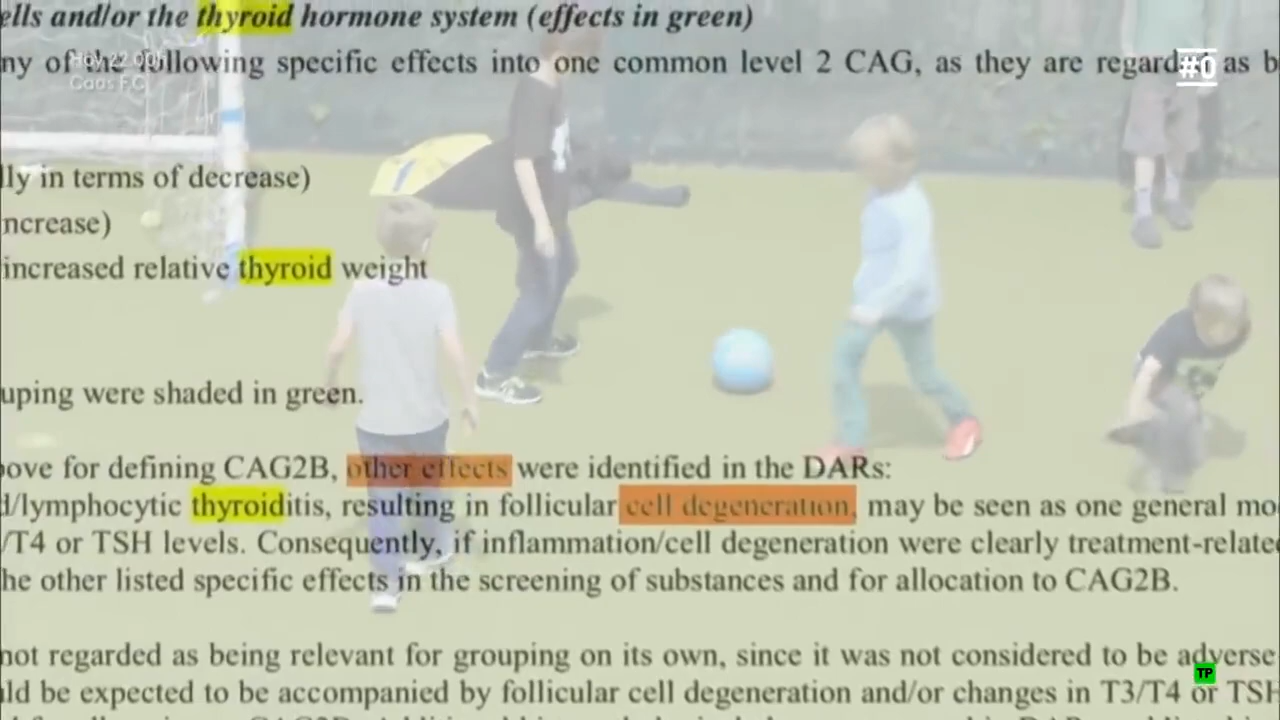 ells and/or the thyroid hormone system (effects in green)
Hoy 22.00h
ny of the following specific effects into one common level 2 CAG, as they are regarded as b
#0
Caos F.C.
lly in terms of decrease)
ncrease)
increased relative thyroid weight
uping were shaded in green.
ove for defining CAG2B, other effects were identified in the DARs:
d/lymphocytic thyroiditis, resulting in follicular cell degeneration, may be seen as one general mo
/T4 or TSH levels. Consequently, if inflammation/cell degeneration were clearly treatment-relate
he other listed specific effects in the screening of substances and for allocation to CAG2B.
not regarded as being relevant for grouping on its own, since it was not considered to be adverse
TP
ld be expected to be accompanied by follicular cell degeneration and/or changes in T3/T4 or TSH